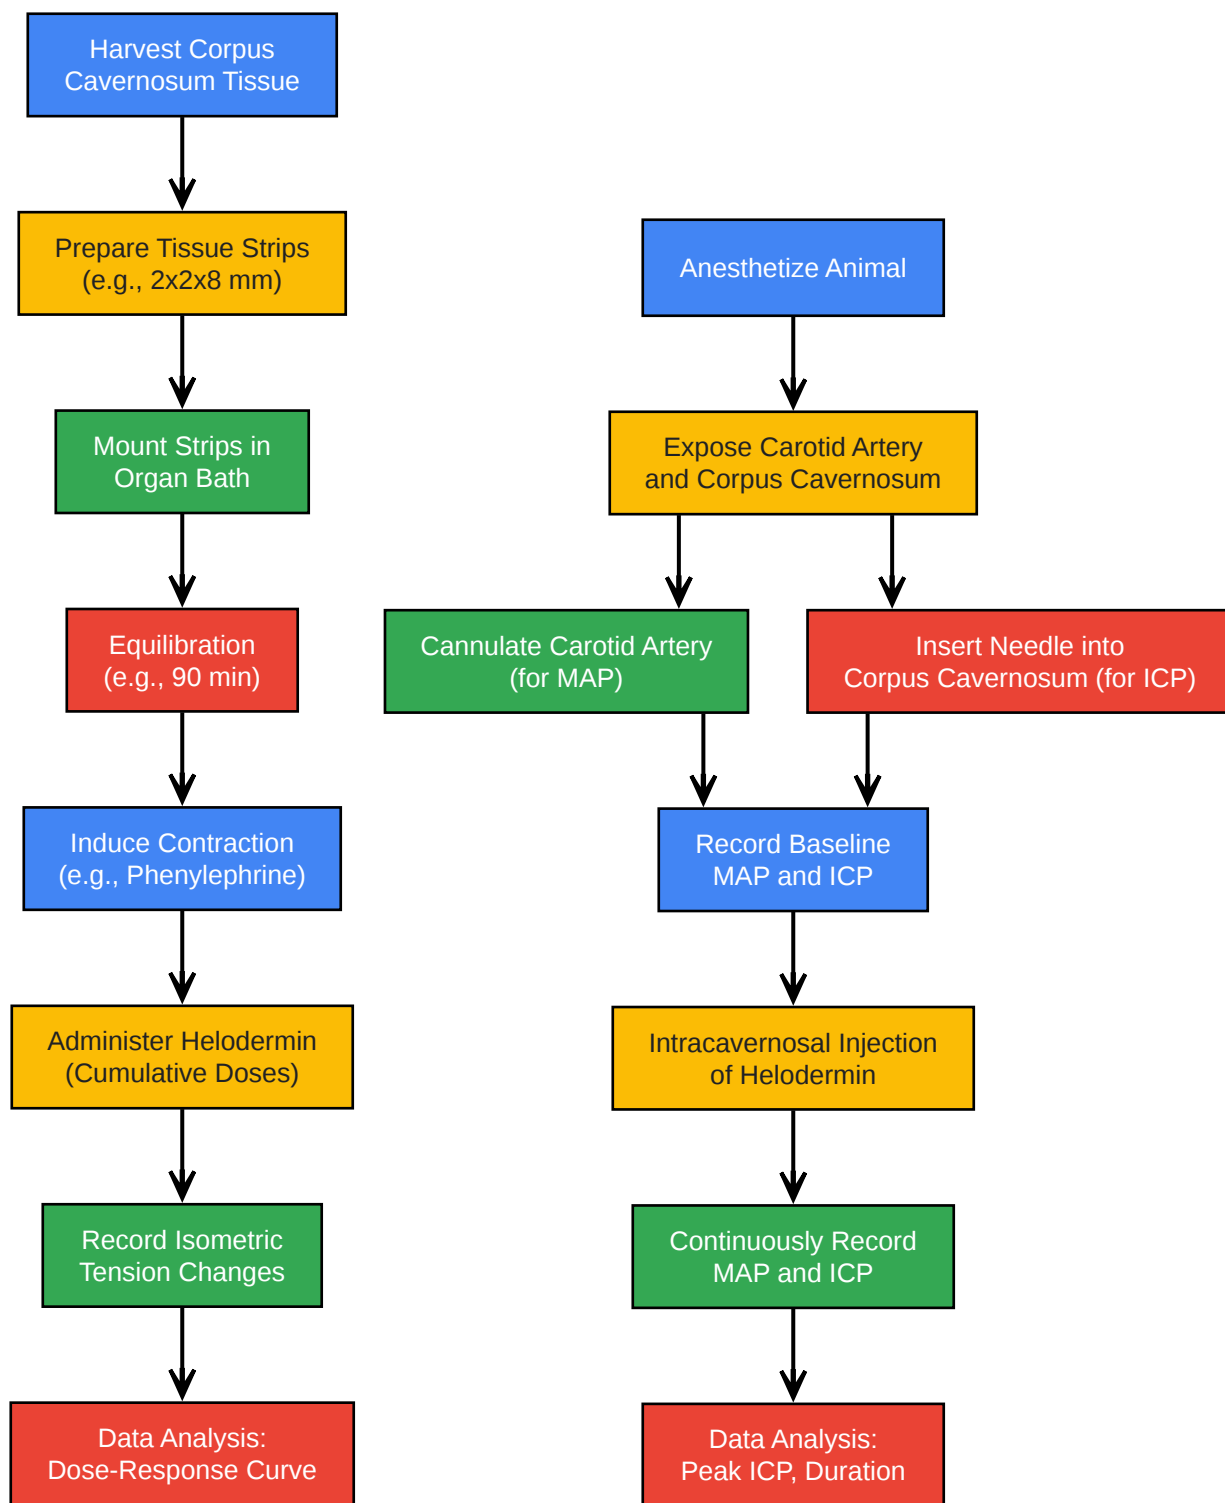 Harvest Corpus
Cavernosum Tissue
Prepare Tissue Strips
(e.g., 2x2x8 mm)
Mount Strips in
Organ Bath
Equilibration
(e.g., 90 min)
Induce Contraction
(e.g., Phenylephrine)
Administer Helodermin
(Cumulative Doses)
Record Isometric
Tension Changes
Data Analysis:
Dose-Response Curve
Anesthetize Animal
Expose Carotid Artery
and Corpus Cavernosum
Cannulate Carotid Artery
(for MAP)
Insert Needle into
Corpus Cavernosum (for ICP)
Record Baseline
MAP and ICP
Intracavernosal Injection
of Helodermin
Continuously Record
MAP and ICP
Data Analysis:
Peak ICP, Duration